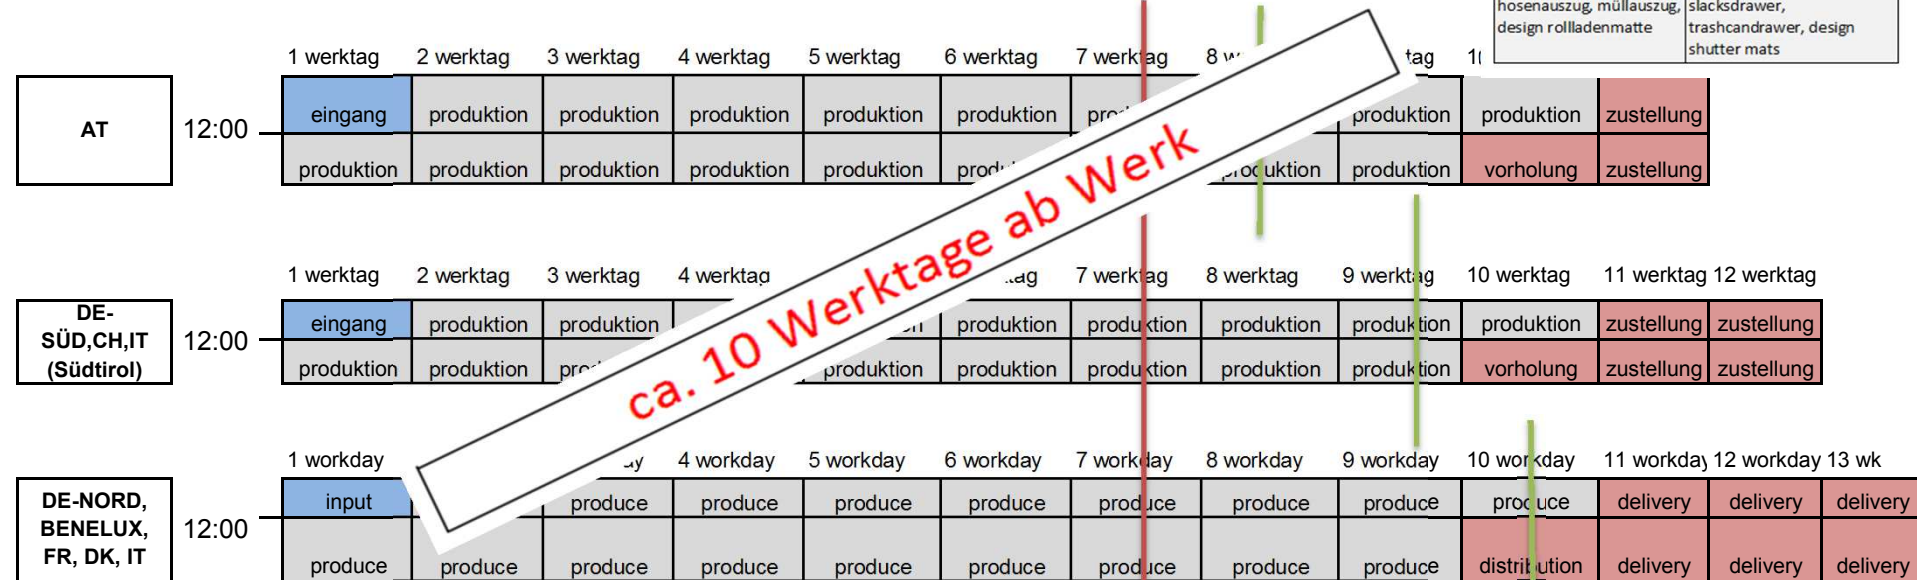 hosenauszug, müllauszug, slacksdrawer,
design rollladenmatte trashcandrawer, design
shutter mats
1 werktag 2 werktag 3 werktag 4 werktag 5 werktag 6 werktag 7 werktag 8
AT
12:00
eingang produktion produktion produktion produktion produktion produktion produktion zustellung
produktion produktion produktion produktion produktion produktion produktion vorholung zustellung
ca. 10 Werktage ab Werk
1 werktag 2 werktag 3 werktag 4 werktag 7 werktag 8 werktag 9 werktag 10 werktag 11 werktag 12 werktag
DE-
SÜD,CH,IT
(Südtirol)
12:00
eingang produktion produktion produktion produktion produktion produktion produktion zustellung zustellung
produktion produktion produktion produktion produktion produktion produktion vorholung zustellung zustellung
1 workday 4 workday 5 workday 6 workday 7 workday 8 workday 9 workday 10 workday 11 workday 12 workday 13 wk
DE-NORD,
BENELUX,
FR, DK, IT
12:00
input produce produce produce produce produce produce produce produce delivery delivery delivery
produce produce produce produce produce produce produce produce produce distribution delivery delivery delivery